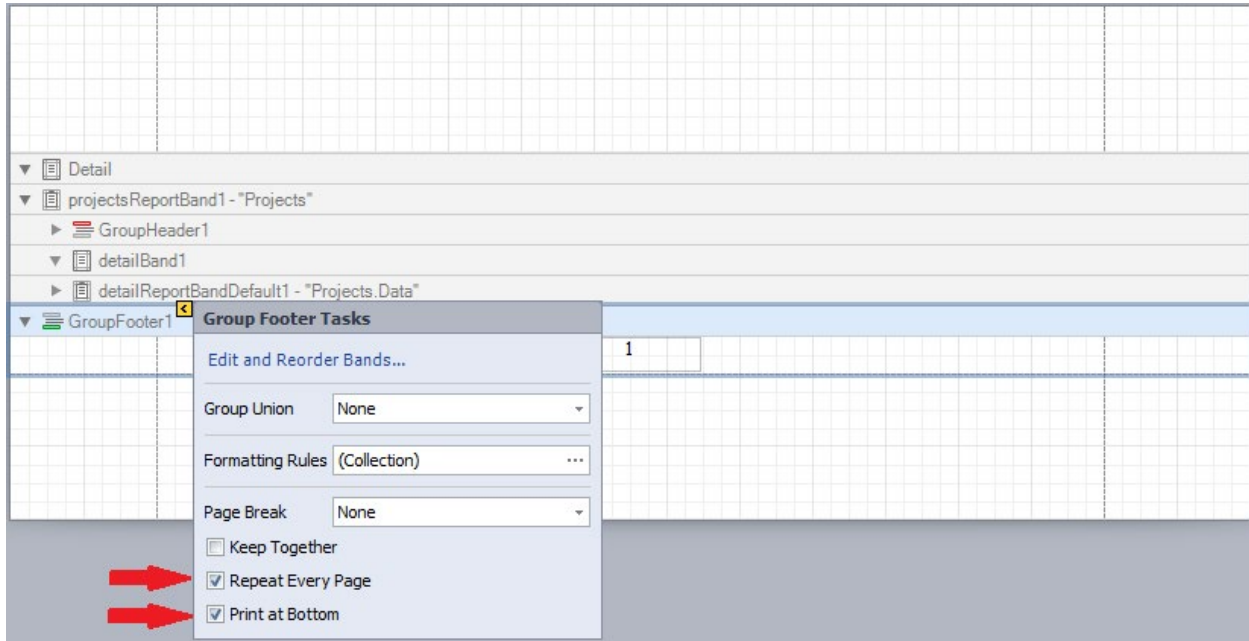 Detail
projectsReportBand1 - "Projects"
GroupHeader1
detailBand1
detailReportBandDefault1 - "Projects.Data"
GroupFooter1
Group Footer Tasks
Edit and Reorder Bands...
1
Group Union None
Formatting Rules (Collection) ...
Page Break None
Keep Together
Repeat Every Page
Print at Bottom